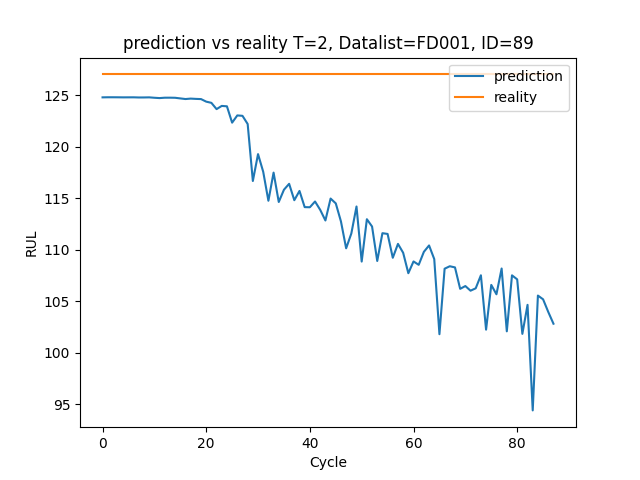 prediction vs reality T=2, Datalist=FD001, ID=89
prediction
reality
RUL
125
120
115
110
105
100
95
0 20 40 60 80
Cycle